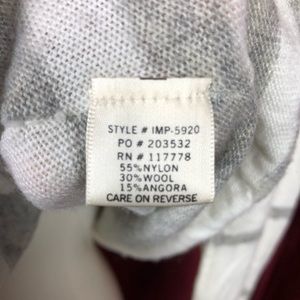 STYLE # IMP-5920
PO # 203532
RN # 117778
55%NYLON
30%WOOL
15%ANGORA
CARE ON REVERSE